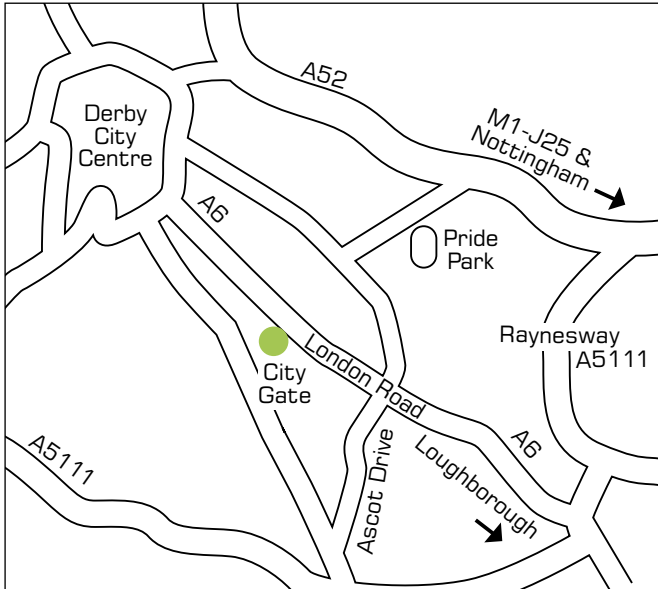 A52
Derby
City
Centre
M1-J25 &
Nottingham
A6
Pride
Park
Raynesway
A5111
London Road
City
Gate
A6
A5111
Ascot Drive
Loughborough